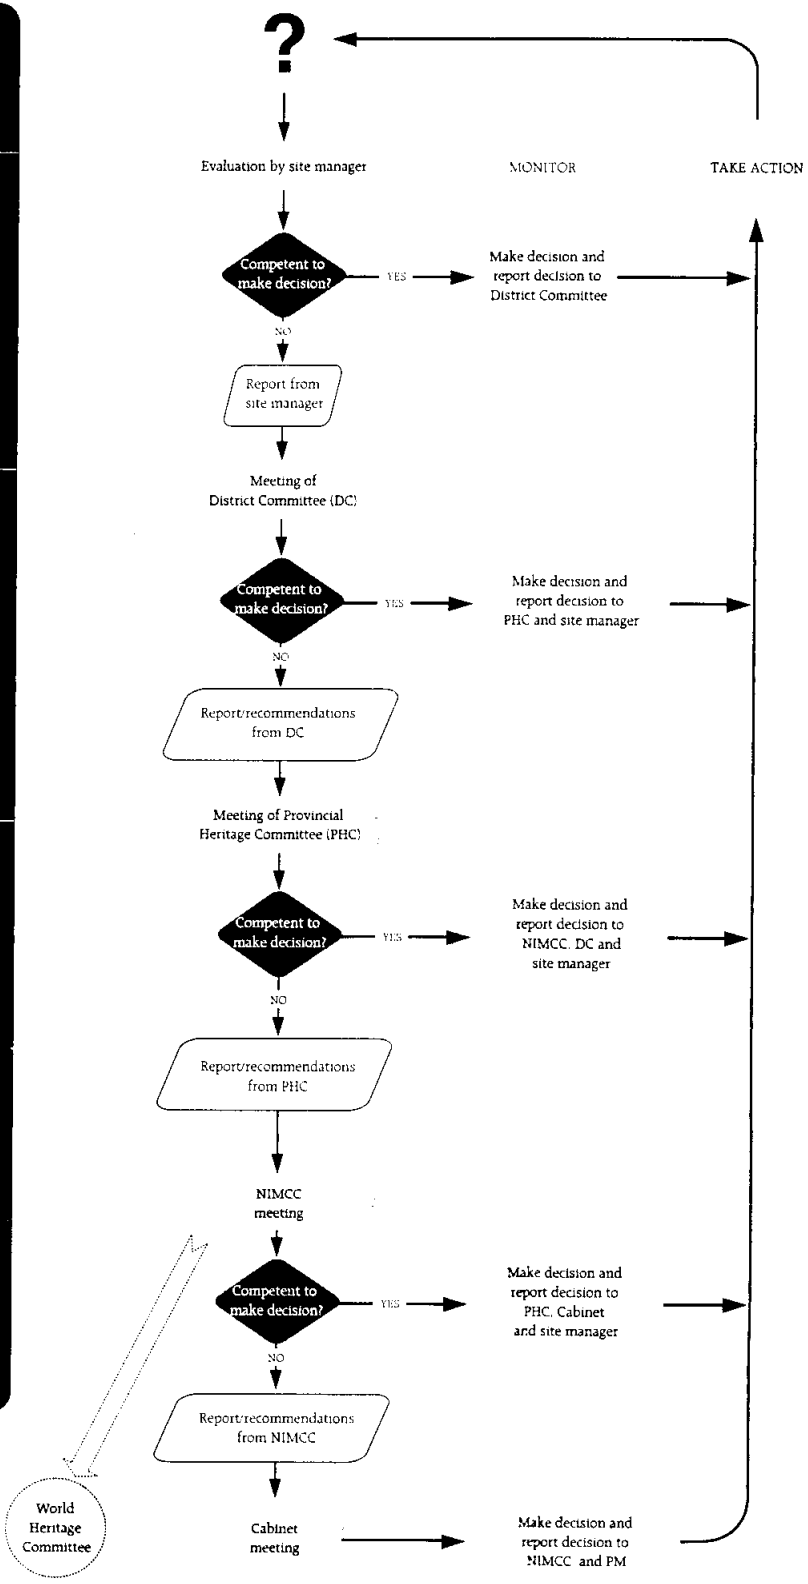 ?
Evaluation by site manager
MONITOR
TAKE ACTION
Competent to
make decision?
YES
Make decision and
report decision to
District Committee
NO
Report from
site manager
Meeting of
District Committee (DC)
Competent to
make decision?
YES
Make decision and
report decision to
PHC and site manager
NO
Report/recommendations
from DC
Meeting of Provincial
Heritage Committee (PHC)
Competent to
make decision?
YES
Make decision and
report decision to
NIMCC, DC and
site manager
NO
Report/recommendations
from PHC
NIMCC
meeting
Competent to
make decision?
YES
Make decision and
report decision to
PHC, Cabinet
and site manager
NO
Report/recommendations
from NIMCC
World
Heritage
Committee
Cabinet
meeting
Make decision and
report decision to
NIMCC and PM